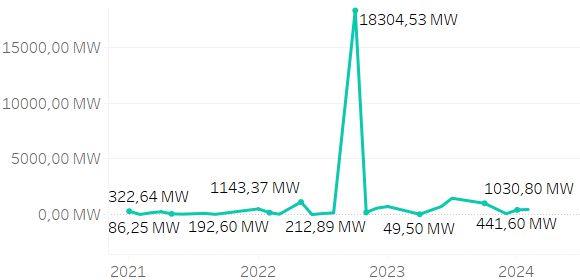 18304,53 MW
15000,00 MW
10000,00 MW
5000,00 MW
322,64 MW
1143,37 MW
1030,80 MW
0,00 MW
86,25 MW
192,60 MW
212,89 MW
49,50 MW
441,60 MW
2021
2022
2023
2024